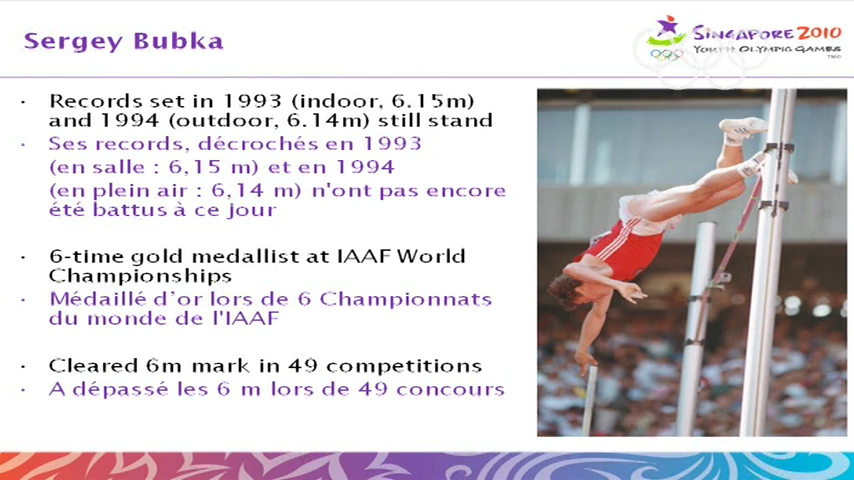 Sergey Bubka
SINGAPORE 2010
YOUTH OLYMPIC GAMES
· Records set in 1993 (indoor, 6.15m)
and 1994 (outdoor, 6.14m) still stand
· Ses records, décrochés en 1993
(en salle : 6,15 m) et en 1994
(en plein air : 6,14 m) n'ont pas encore
été battus à ce jour
· 6-time gold medallist at IAAF World
Championships
· Médaillé d’or lors de 6 Championnats
du monde de l'IAAF
· Cleared 6m mark in 49 competitions
· A dépassé les 6 m lors de 49 concours